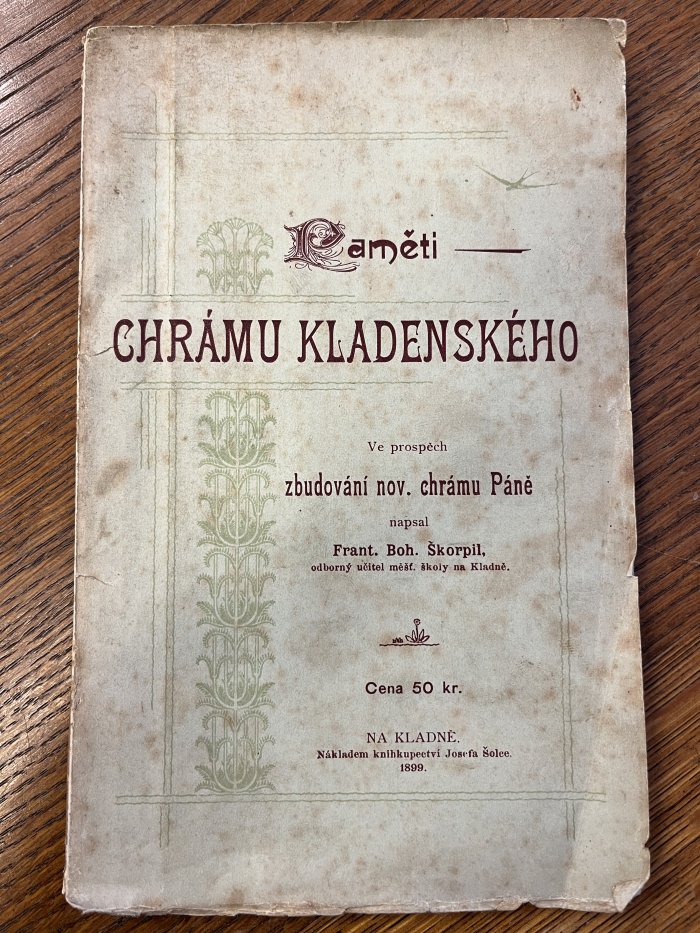 Paměti
CHRÁMU KLADENSKÉHO
Ve prospěch
zbudování nov. chrámu Páně
napsal
Frant. Boh. Škorpil,
odborný učitel měšť. školy na Kladně.
Cena 50 kr.
NA KLADNĚ.
Nákladem knihkupectví Josefa Šolce.
1899.